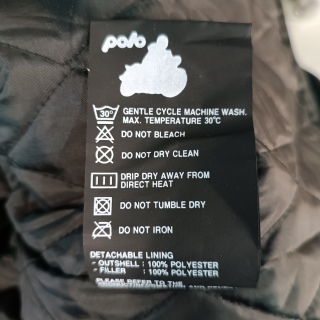 polo
30°
GENTLE CYCLE MACHINE WASH.
MAX. TEMPERATURE 30°C
DO NOT BLEACH
DO NOT DRY CLEAN
DRIP DRY AWAY FROM
DIRECT HEAT
DO NOT TUMBLE DRY
DO NOT IRON
DETACHABLE LINING
- OUTSHELL : 100% POLYESTER
- FILLER : 100% POLYESTER
PLEASE REFER TO THE